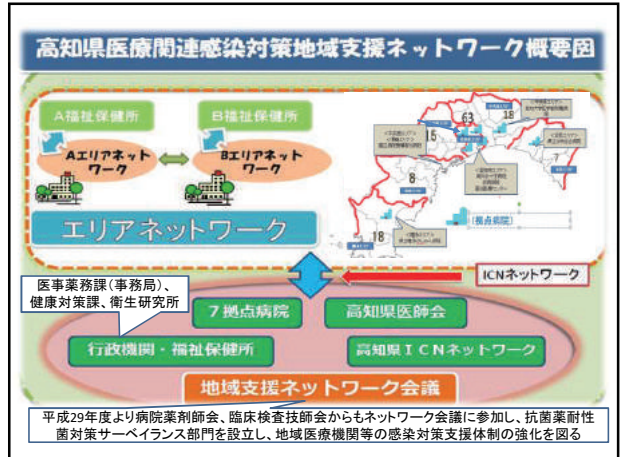 高知県医療関連感染対策地域支援ネットワーク概要図
A福祉保健所
B福祉保健所
Aエリアネット
ワーク
Bエリアネット
ワーク
エリアネットワーク
63
18
15
8
18
(拠点病院)
ICNネットワーク
医事薬務課(事務局)、
健康対策課、衛生研究所
7拠点病院
高知県医師会
行政機関・福祉保健所
高知県ICNネットワーク
地域支援ネットワーク会議
平成29年度より病院薬剤師会、臨床検査技師会からもネットワーク会議に参加し、抗菌薬耐性
菌対策サーベイランス部門を設立し、地域医療機関等の感染対策支援体制の強化を図る